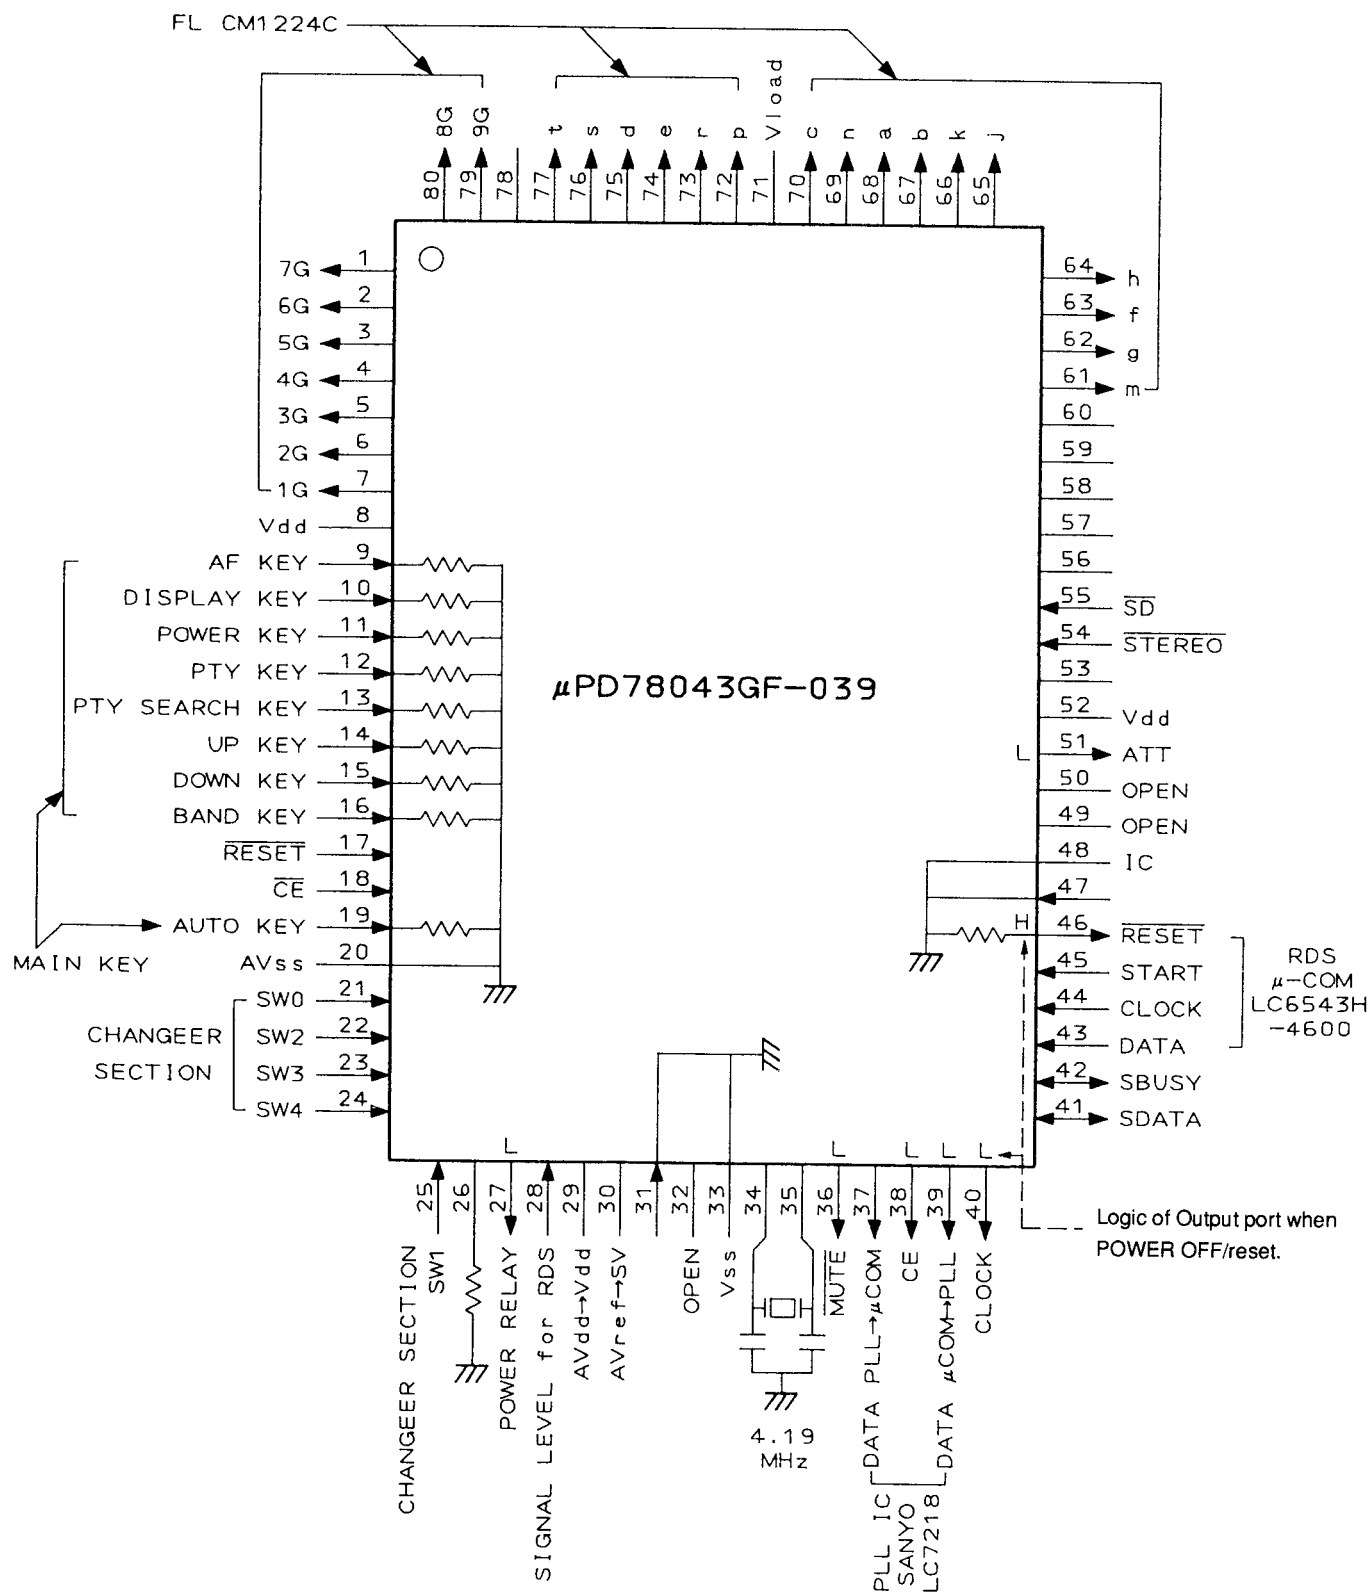 FL CM1224C
8G 9G t s d e r p Vload c n a b k j
80 79 78 77 76 75 74 73 72 71 70 69 68 67 66 65
7G 1
6G 2
5G 3
4G 4
3G 5
2G 6
1G 7
Vdd 8
AF KEY 9
DISPLAY KEY 10
POWER KEY 11
PTY KEY 12
PTY SEARCH KEY 13
UP KEY 14
DOWN KEY 15
BAND KEY 16
RESET 17
CE 18
AUTO KEY 19
MAIN KEY
AVss 20
SW0 21
SW2 22
SW3 23
SW4 24
CHANGEER
SECTION
μPD78043GF-039
64 h
63 f
62 g
61 m
60
59
58
57
56
55 SD
54 STEREO
53
52 Vdd
L 51 ATT
50 OPEN
49 OPEN
48 IC
47
H 46 RESET
45 START
44 CLOCK
43 DATA
42 SBUSY
41 SDATA
RDS
μ-COM
LC6543H
-4600
L L L L L
25 26 27 28 29 30 31 32 33 34 35 36 37 38 39 40
CHANGEER SECTION
SW1
POWER RELAY
SIGNAL LEVEL for RDS
AVdd→Vdd
AVref→5V
OPEN
Vss
4.19
MHz
MUTE
DATA PLL→μCOM
CE
DATA μCOM→PLL
CLOCK
PLL IC
SANYO
LC7218
Logic of Output port when
POWER OFF/reset.